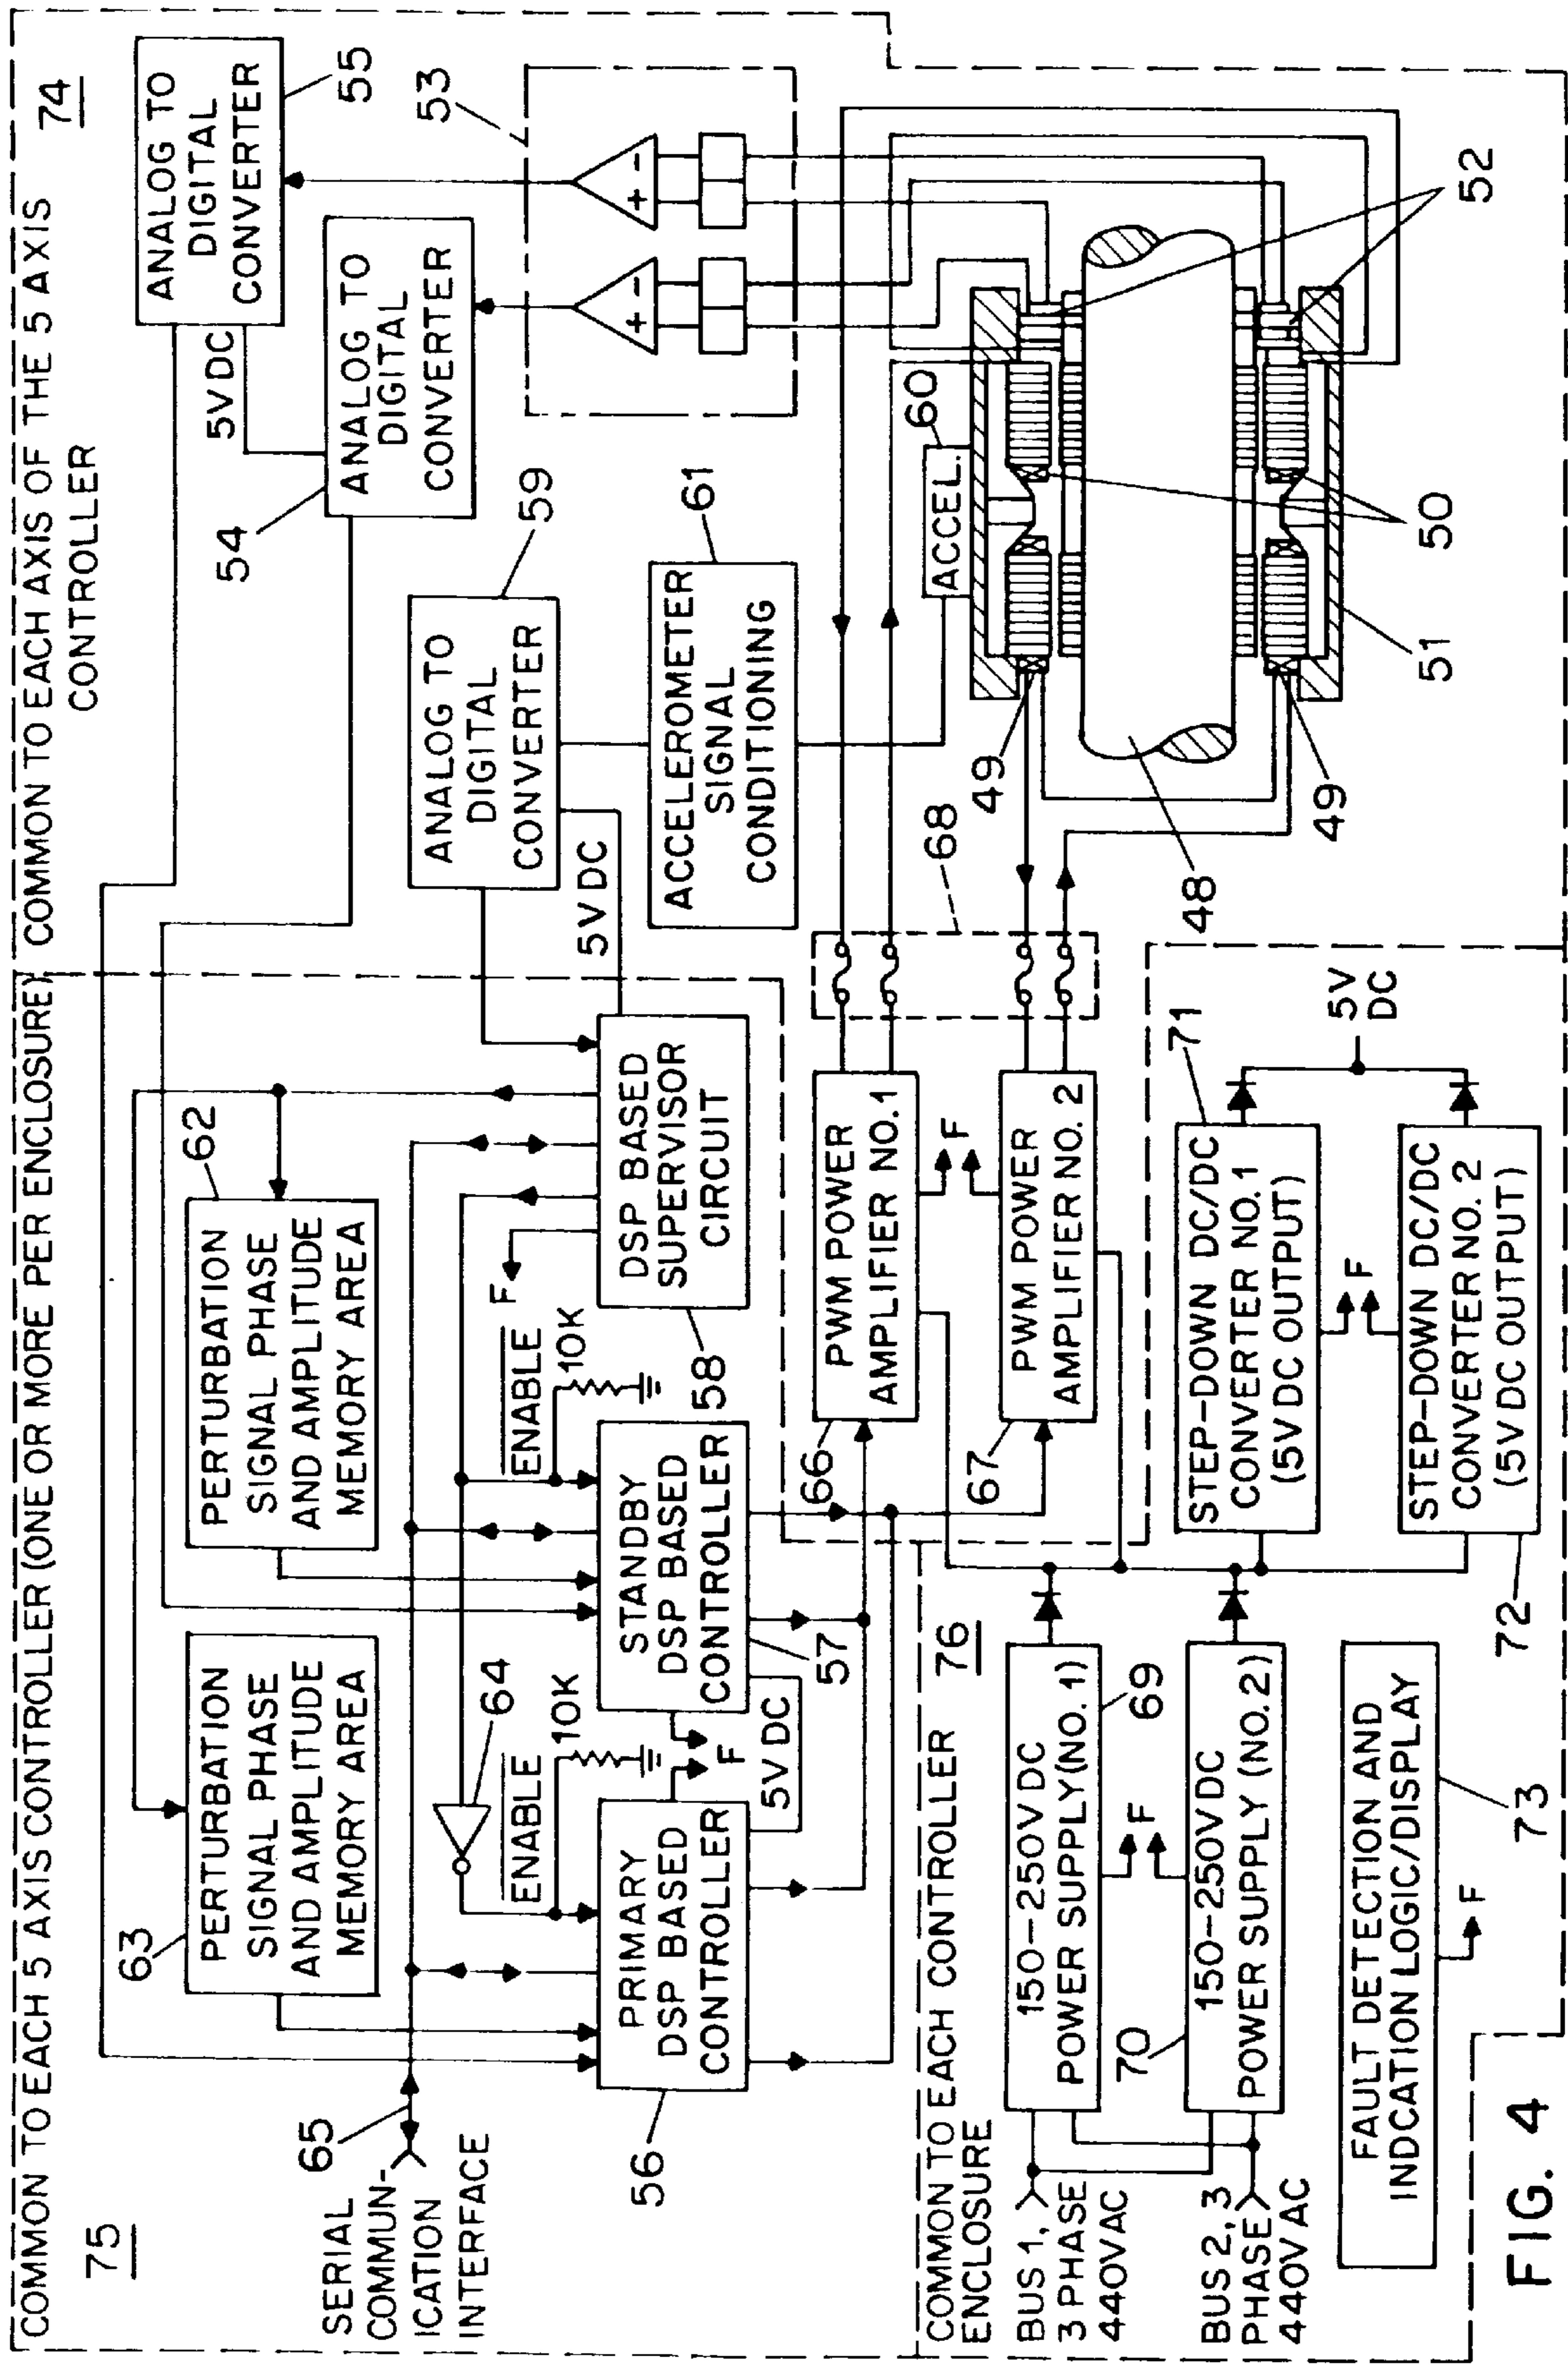 COMMON TO EACH 5 AXIS CONTROLLER (ONE OR MORE PER ENCLOSURE)
75
COMMON TO EACH AXIS OF THE 5 AXIS
CONTROLLER
74
63
PERTURBATION
SIGNAL PHASE
AND AMPLITUDE
MEMORY AREA
62
PERTURBATION
SIGNAL PHASE
AND AMPLITUDE
MEMORY AREA
ANALOG TO
DIGITAL
CONVERTER
55
5V DC
54
ANALOG TO
DIGITAL
CONVERTER
53
+ -
+ -
65
SERIAL
COMMUN-
ICATION
INTERFACE
64
ENABLE
10K
ENABLE
10K
F
ANALOG TO
DIGITAL
CONVERTER
59
5V DC
56
PRIMARY
DSP BASED
CONTROLLER
F
5V DC
STANDBY
DSP BASED
CONTROLLER
57
58
DSP BASED
SUPERVISOR
CIRCUIT
61
ACCELEROMETER
SIGNAL
CONDITIONING
ACCEL.
60
66
PWM POWER
AMPLIFIER NO. 1
F
67
PWM POWER
AMPLIFIER NO. 2
68
49
49
48
50
51
52
COMMON TO EACH CONTROLLER
ENCLOSURE
76
BUS 1,
3 PHASE
440VAC
150-250V DC
POWER SUPPLY (NO. 1)
69
F
70
150-250V DC
POWER SUPPLY (NO. 2)
BUS 2, 3
PHASE
440V AC
71
STEP-DOWN DC/DC
CONVERTER NO. 1
(5V DC OUTPUT)
F
STEP-DOWN DC/DC
CONVERTER NO. 2
(5V DC OUTPUT)
72
5V
DC
FAULT DETECTION AND
INDCATION LOGIC/DISPLAY
73
F
FIG. 4